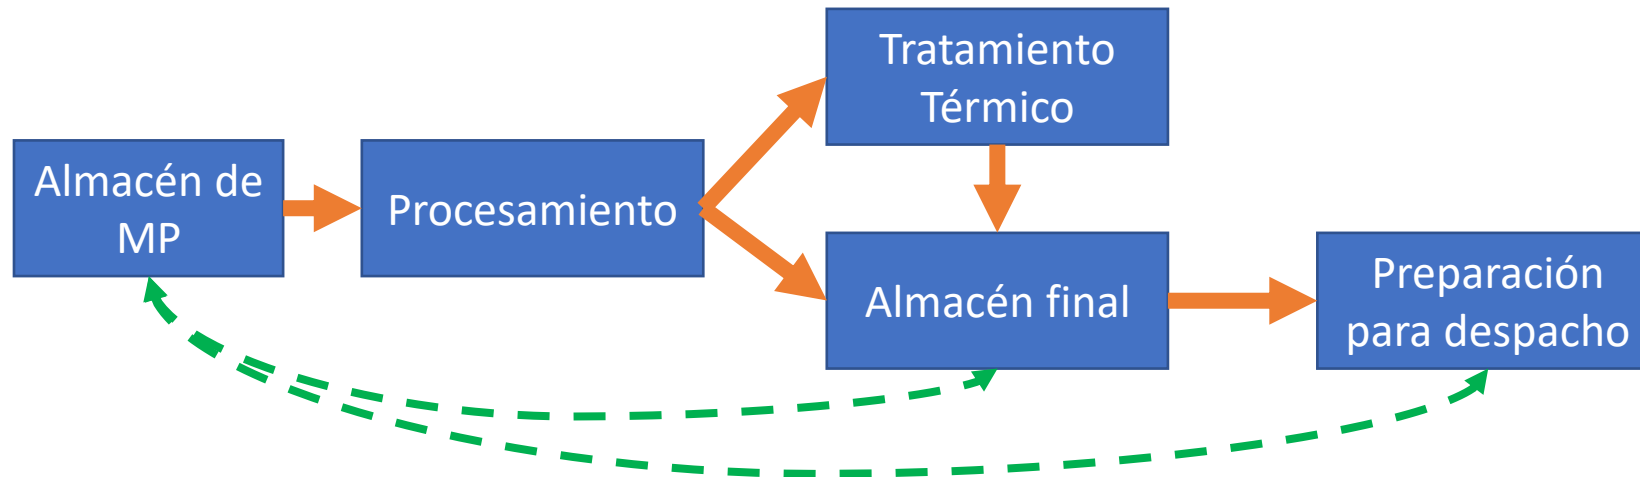 Tratamiento
Térmico
Almacén de
MP
Procesamiento
Almacén final
Preparación
para despacho